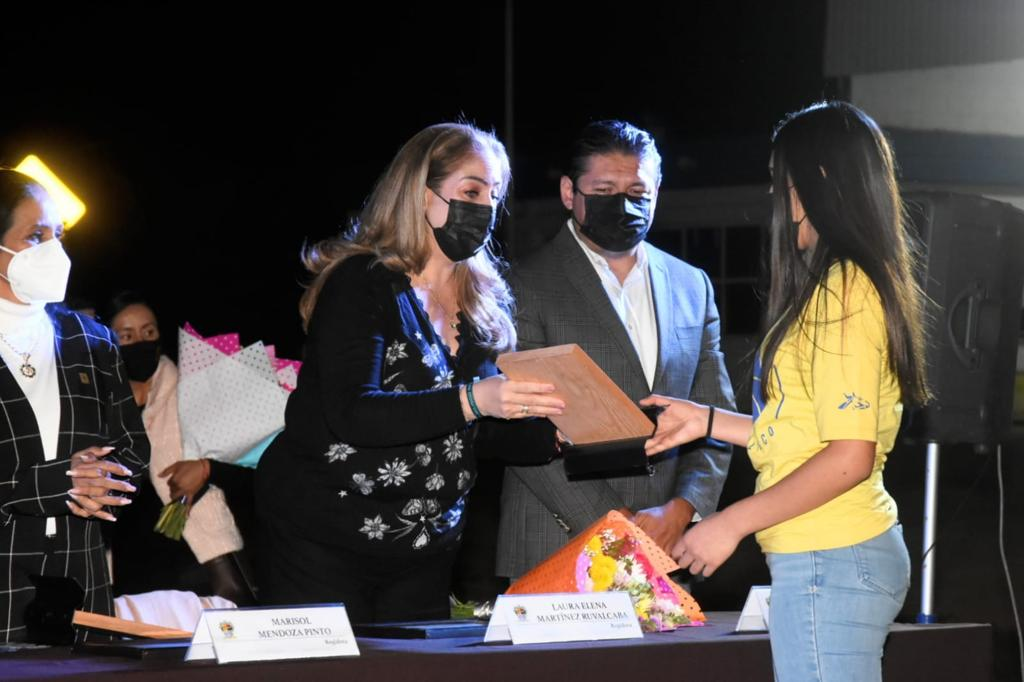 MARISOL
MENDOZA PINTO
Regidora
LAURA ELENA
MARTÍNEZ RUVALCABA
Regidora